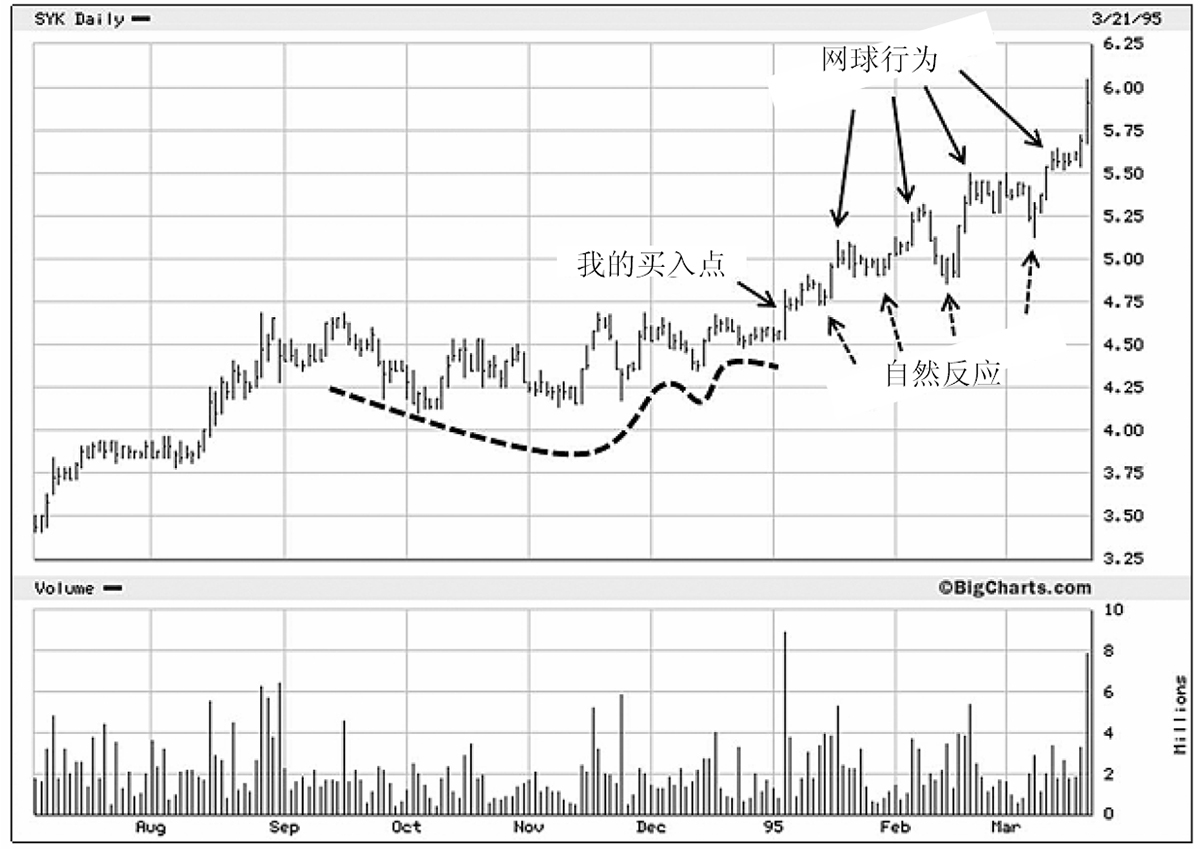 SYK Daily
3/21/95
网球行为
我的买入点
自然反应
6.25
6.00
5.75
5.50
5.25
5.00
4.75
4.50
4.25
4.00
3.75
3.50
3.25
Volume
©BigCharts.com
10
8
6
4
2
0
Millions
Aug Sep Oct Nov Dec 95 Feb Mar